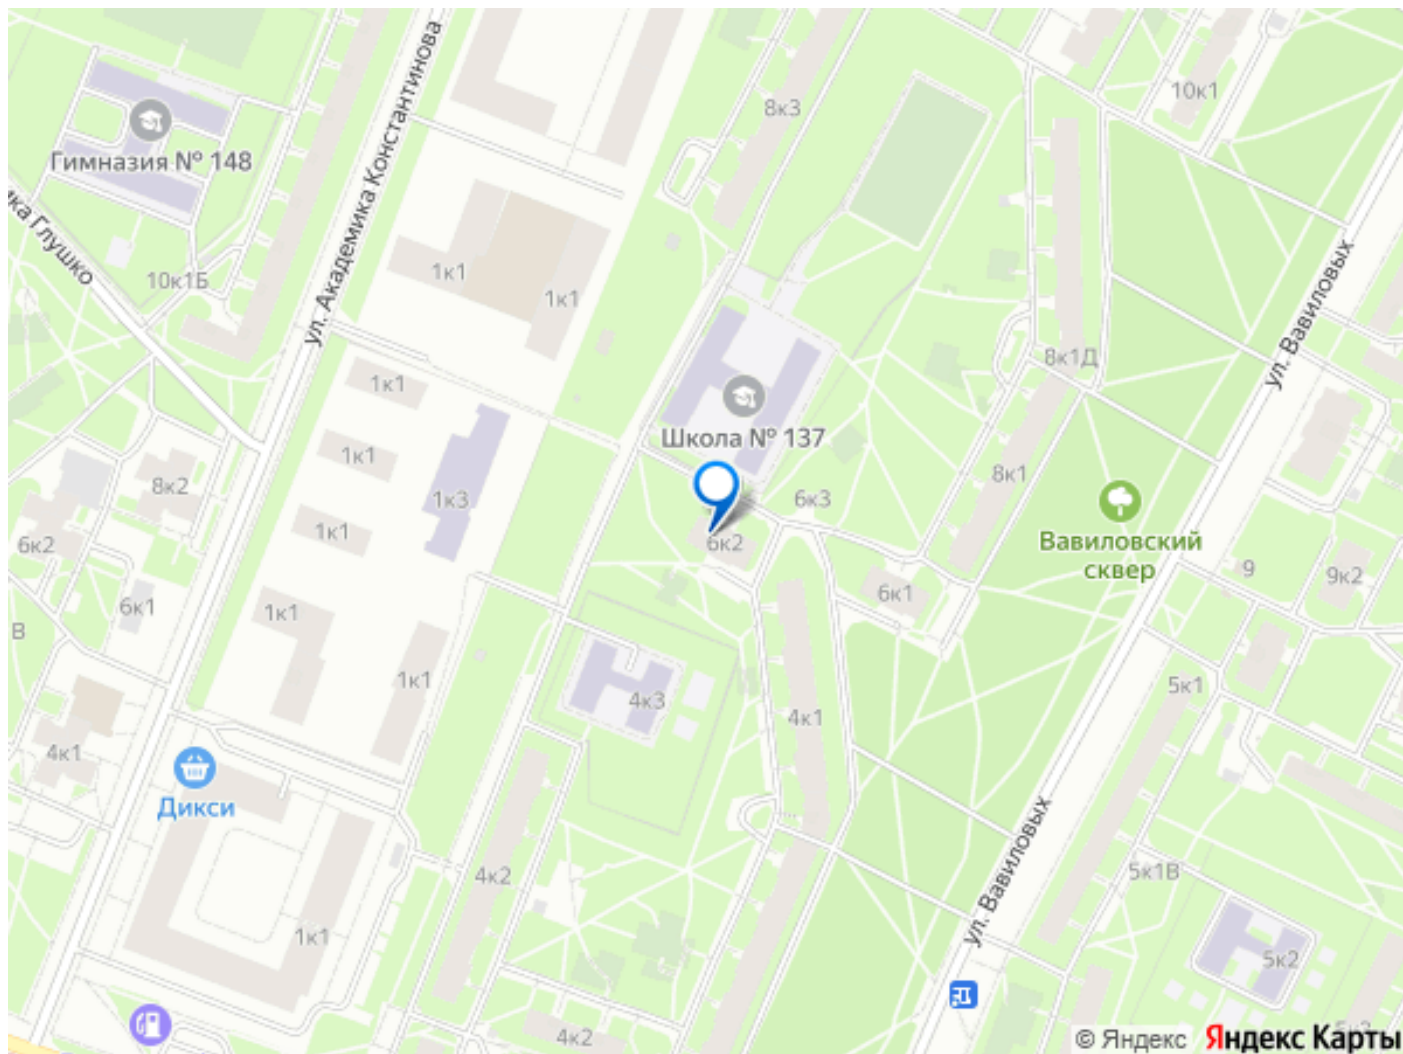 10к1
8к3
Гимназия № 148
ул. Академика Константинова
ика Глушко
10к1Б
1к1
1к1
ул. Вавиловых
8к1Д
1к1
Школа № 137
1к1
8к1
8к2
1к3
6к3
1к1
6к2
6к2
Вавиловский
сквер
9
9к2
6к1
6к1
1к1
В
1к1
4к3
5к1
4к1
4к1
Дикси
ул. Вавиловых
4к2
5к1В
1к1
5к2
4к2
© Яндекс
Яндекс Карты